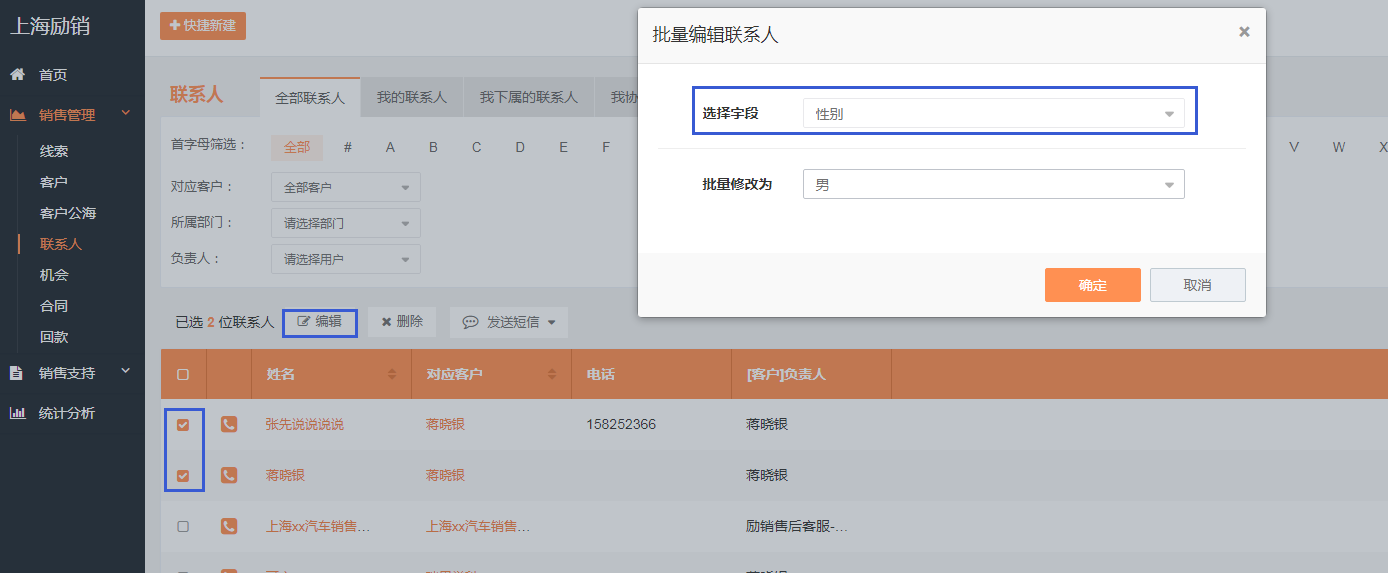 上海励销
首页
销售管理
线索
客户
客户公海
联系人
机会
合同
回款
销售支持
统计分析
快捷新建
联系人 全部联系人 我的联系人 我下属的联系人 我协
首字母筛选： 全部 # A B C D E F V W X
对应客户： 全部客户
所属部门： 请选择部门
负责人： 请选择用户
已选 2 位联系人 编辑 删除 发送短信
姓名 对应客户 电话 [客户]负责人
张先说说说说 蒋晓银 158252366 蒋晓银
蒋晓银 蒋晓银 蒋晓银
上海xx汽车销售... 上海xx汽车销售... 励销售后客服-...
批量编辑联系人 ×
选择字段 性别
批量修改为 男
确定 取消